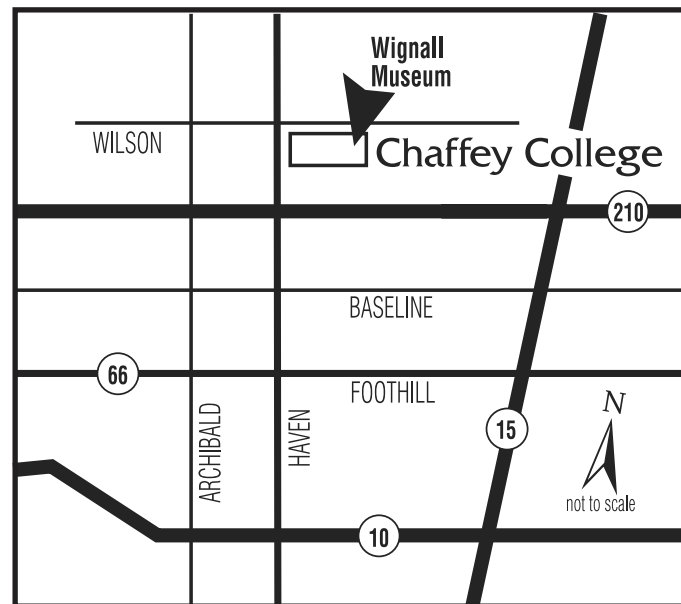 Wignall
Museum
WILSON
Chaffey College
210
BASELINE
66
FOOTHILL
ARCHIBALD
HAVEN
15
N
not to scale
10